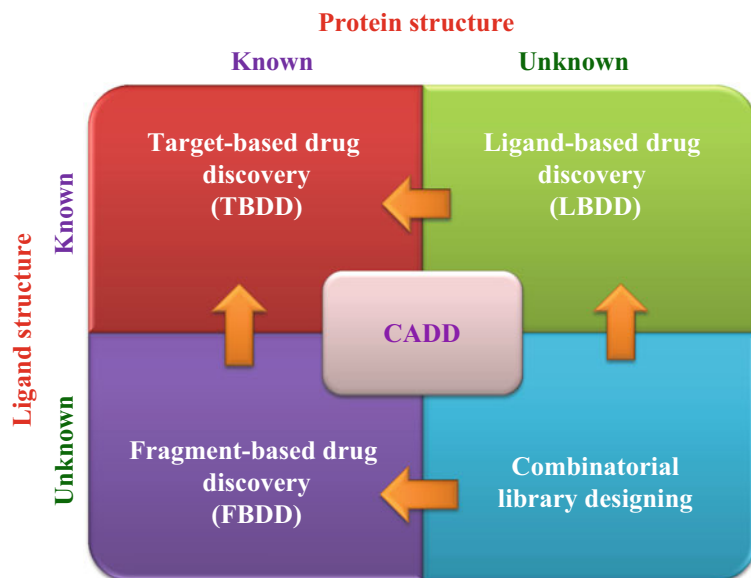 Protein structure
Known
Unknown
Ligand structure
Known
Unknown
Target-based drug
discovery
(TBDD)
Ligand-based drug
discovery
(LBDD)
CADD
Fragment-based drug
discovery
(FBDD)
Combinatorial
library designing